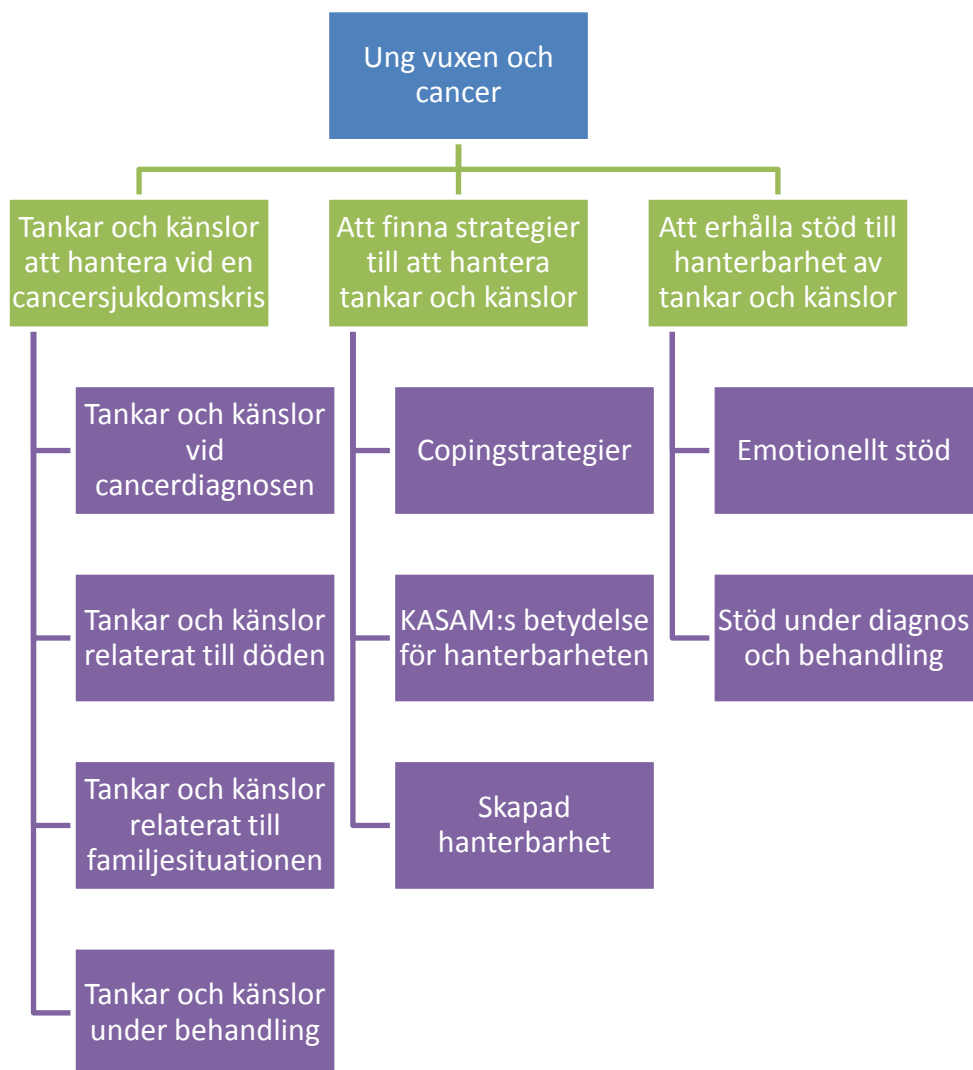 Ung vuxen och
cancer
Tankar och känslor
att hantera vid en
cancersjukdomskris
Att finna strategier
till att hantera
tankar och känslor
Att erhålla stöd till
hanterbarhet av
tankar och känslor
Tankar och känslor
vid
cancerdiagnosen
Tankar och känslor
relaterat till döden
Tankar och känslor
relaterat till
familjesituationen
Tankar och känslor
under behandling
Copingstrategier
KASAM:s betydelse
för hanterbarheten
Skapad
hanterbarhet
Emotionellt stöd
Stöd under diagnos
och behandling